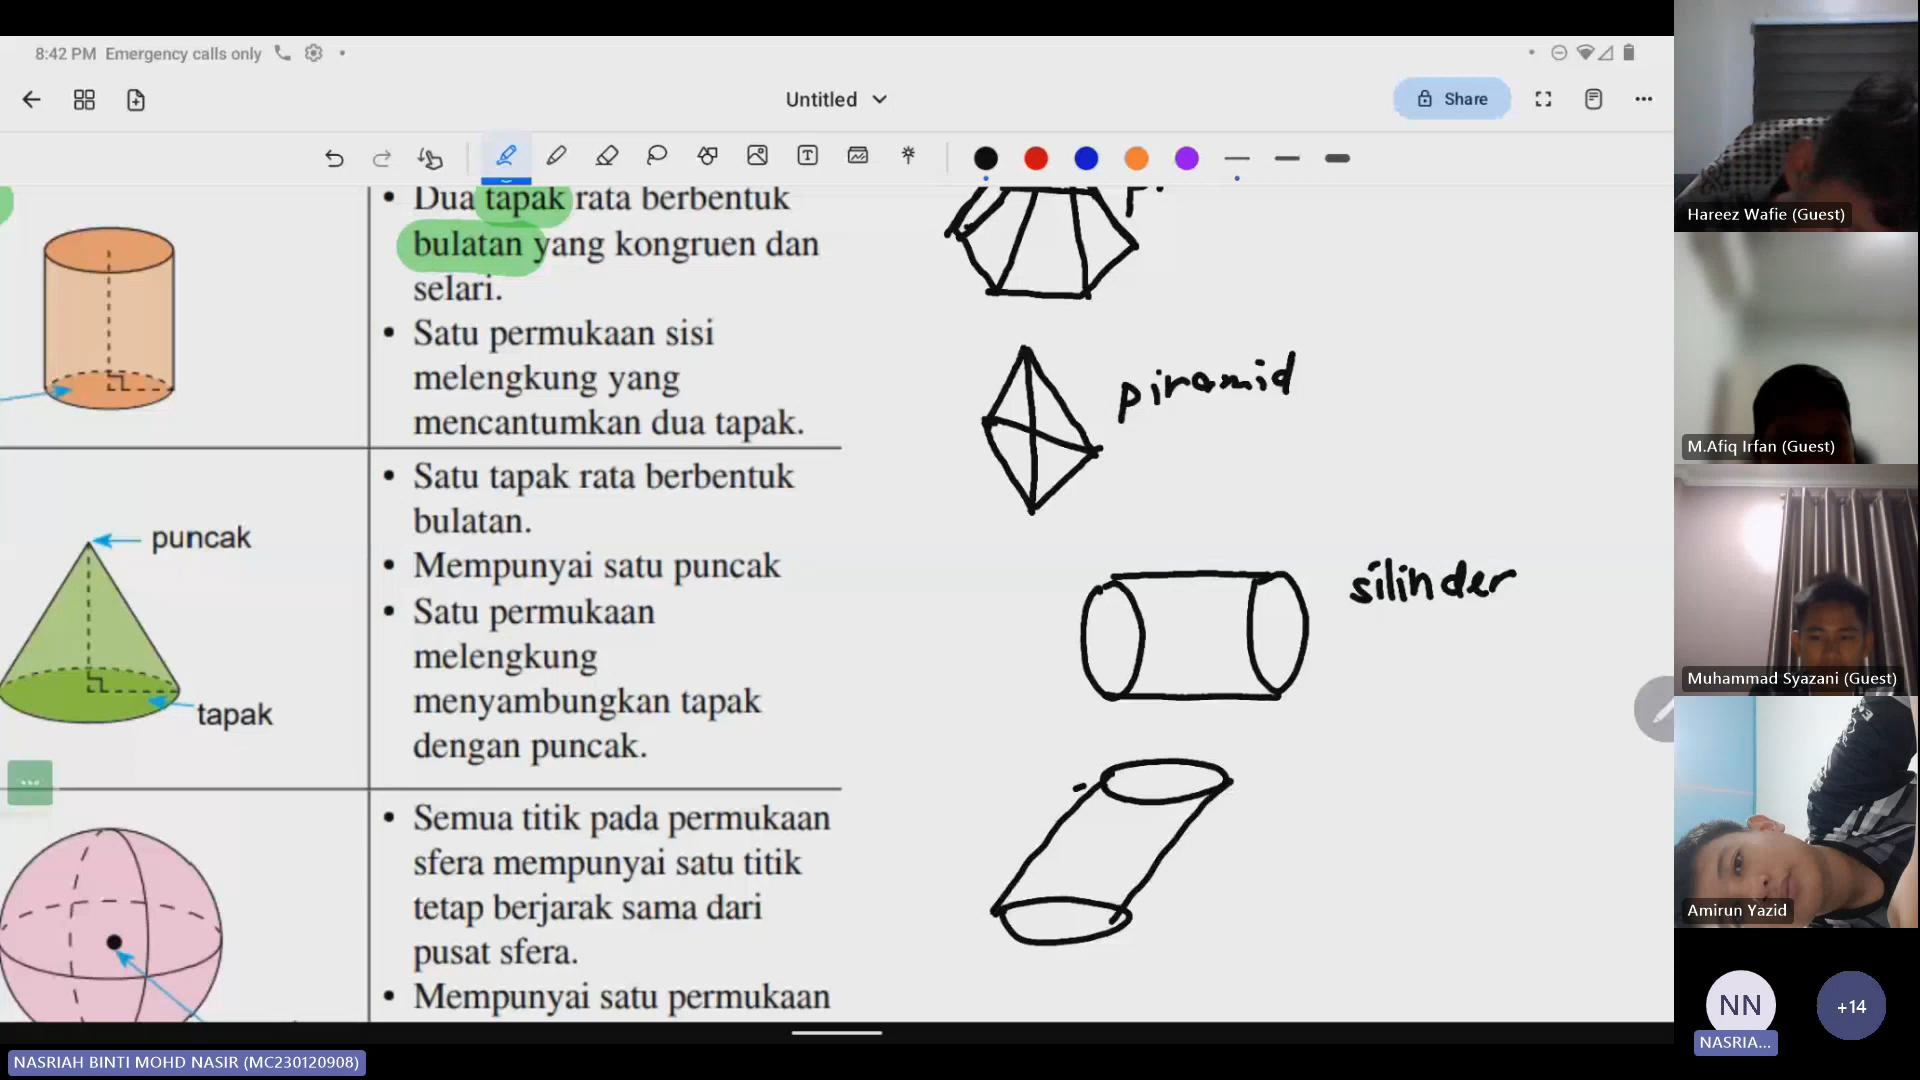 8:42 PM Emergency calls only
Untitled
Share
• Dua tapak rata berbentuk
bulatan yang kongruen dan
selari.
• Satu permukaan sisi
melengkung yang
mencantumkan dua tapak.
puncak
tapak
• Satu tapak rata berbentuk
bulatan.
• Mempunyai satu puncak
• Satu permukaan
melengkung
menyambungkan tapak
dengan puncak.
• Semua titik pada permukaan
sfera mempunyai satu titik
tetap berjarak sama dari
pusat sfera.
• Mempunyai satu permukaan
piramid
silinder
Hareez Wafie (Guest)
M.Afiq Irfan (Guest)
Muhammad Syazani (Guest)
Amirun Yazid
NN
NASRIA...
+14
NASRIAH BINTI MOHD NASIR (MC230120908)